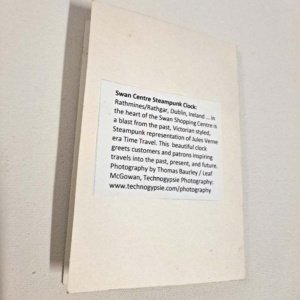 Swan Centre Steampunk Clock:
Rathmines/Rathgar, Dublin, Ireland ... in
the heart of the Swan Shopping Centre is
a blast from the past, Victorian styled,
Steampunk representation of Jules Verne
era Time Travel. This beautiful clock
greets customers and patrons inspiring
travels into the past, present, and future.
Photography by Thomas Baurley / Leaf
McGowan, Technogypsie Photography:
www.technogypsie.com/photography